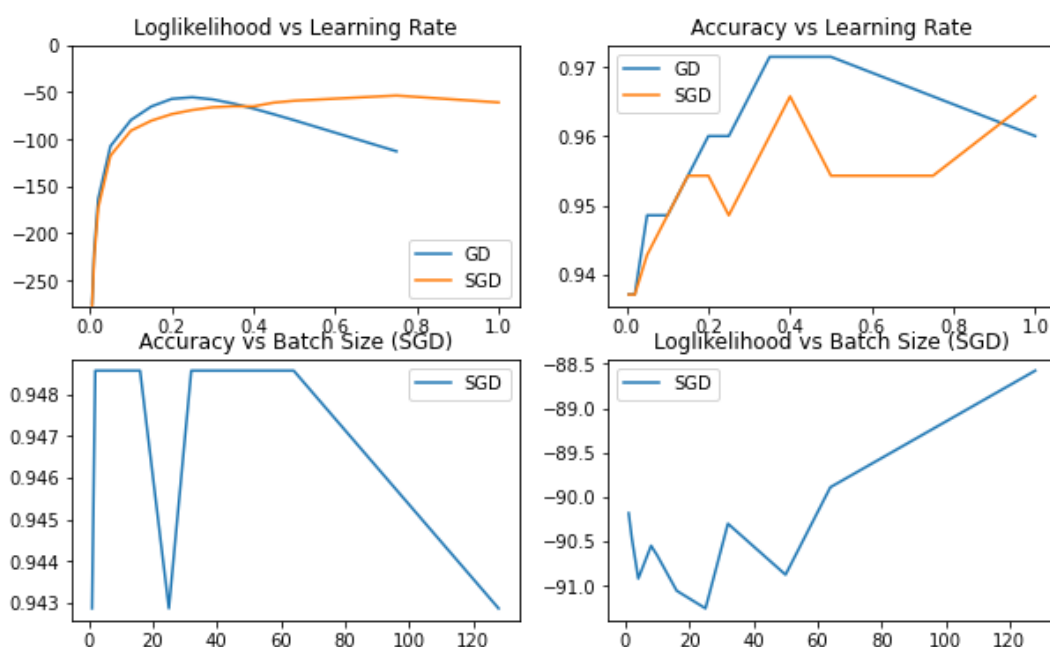 Loglikelihood vs Learning Rate
0
−50
−100
−150
−200
−250
GD
SGD
0.0 0.2 0.4 0.6 0.8 1.0
Accuracy vs Learning Rate
0.97
0.96
0.95
0.94
GD
SGD
0.0 0.2 0.4 0.6 0.8 1.0
Accuracy vs Batch Size (SGD)
0.948
0.947
0.946
0.945
0.944
0.943
SGD
0 20 40 60 80 100 120
Loglikelihood vs Batch Size (SGD)
−88.5
−89.0
−89.5
−90.0
−90.5
−91.0
SGD
0 20 40 60 80 100 120